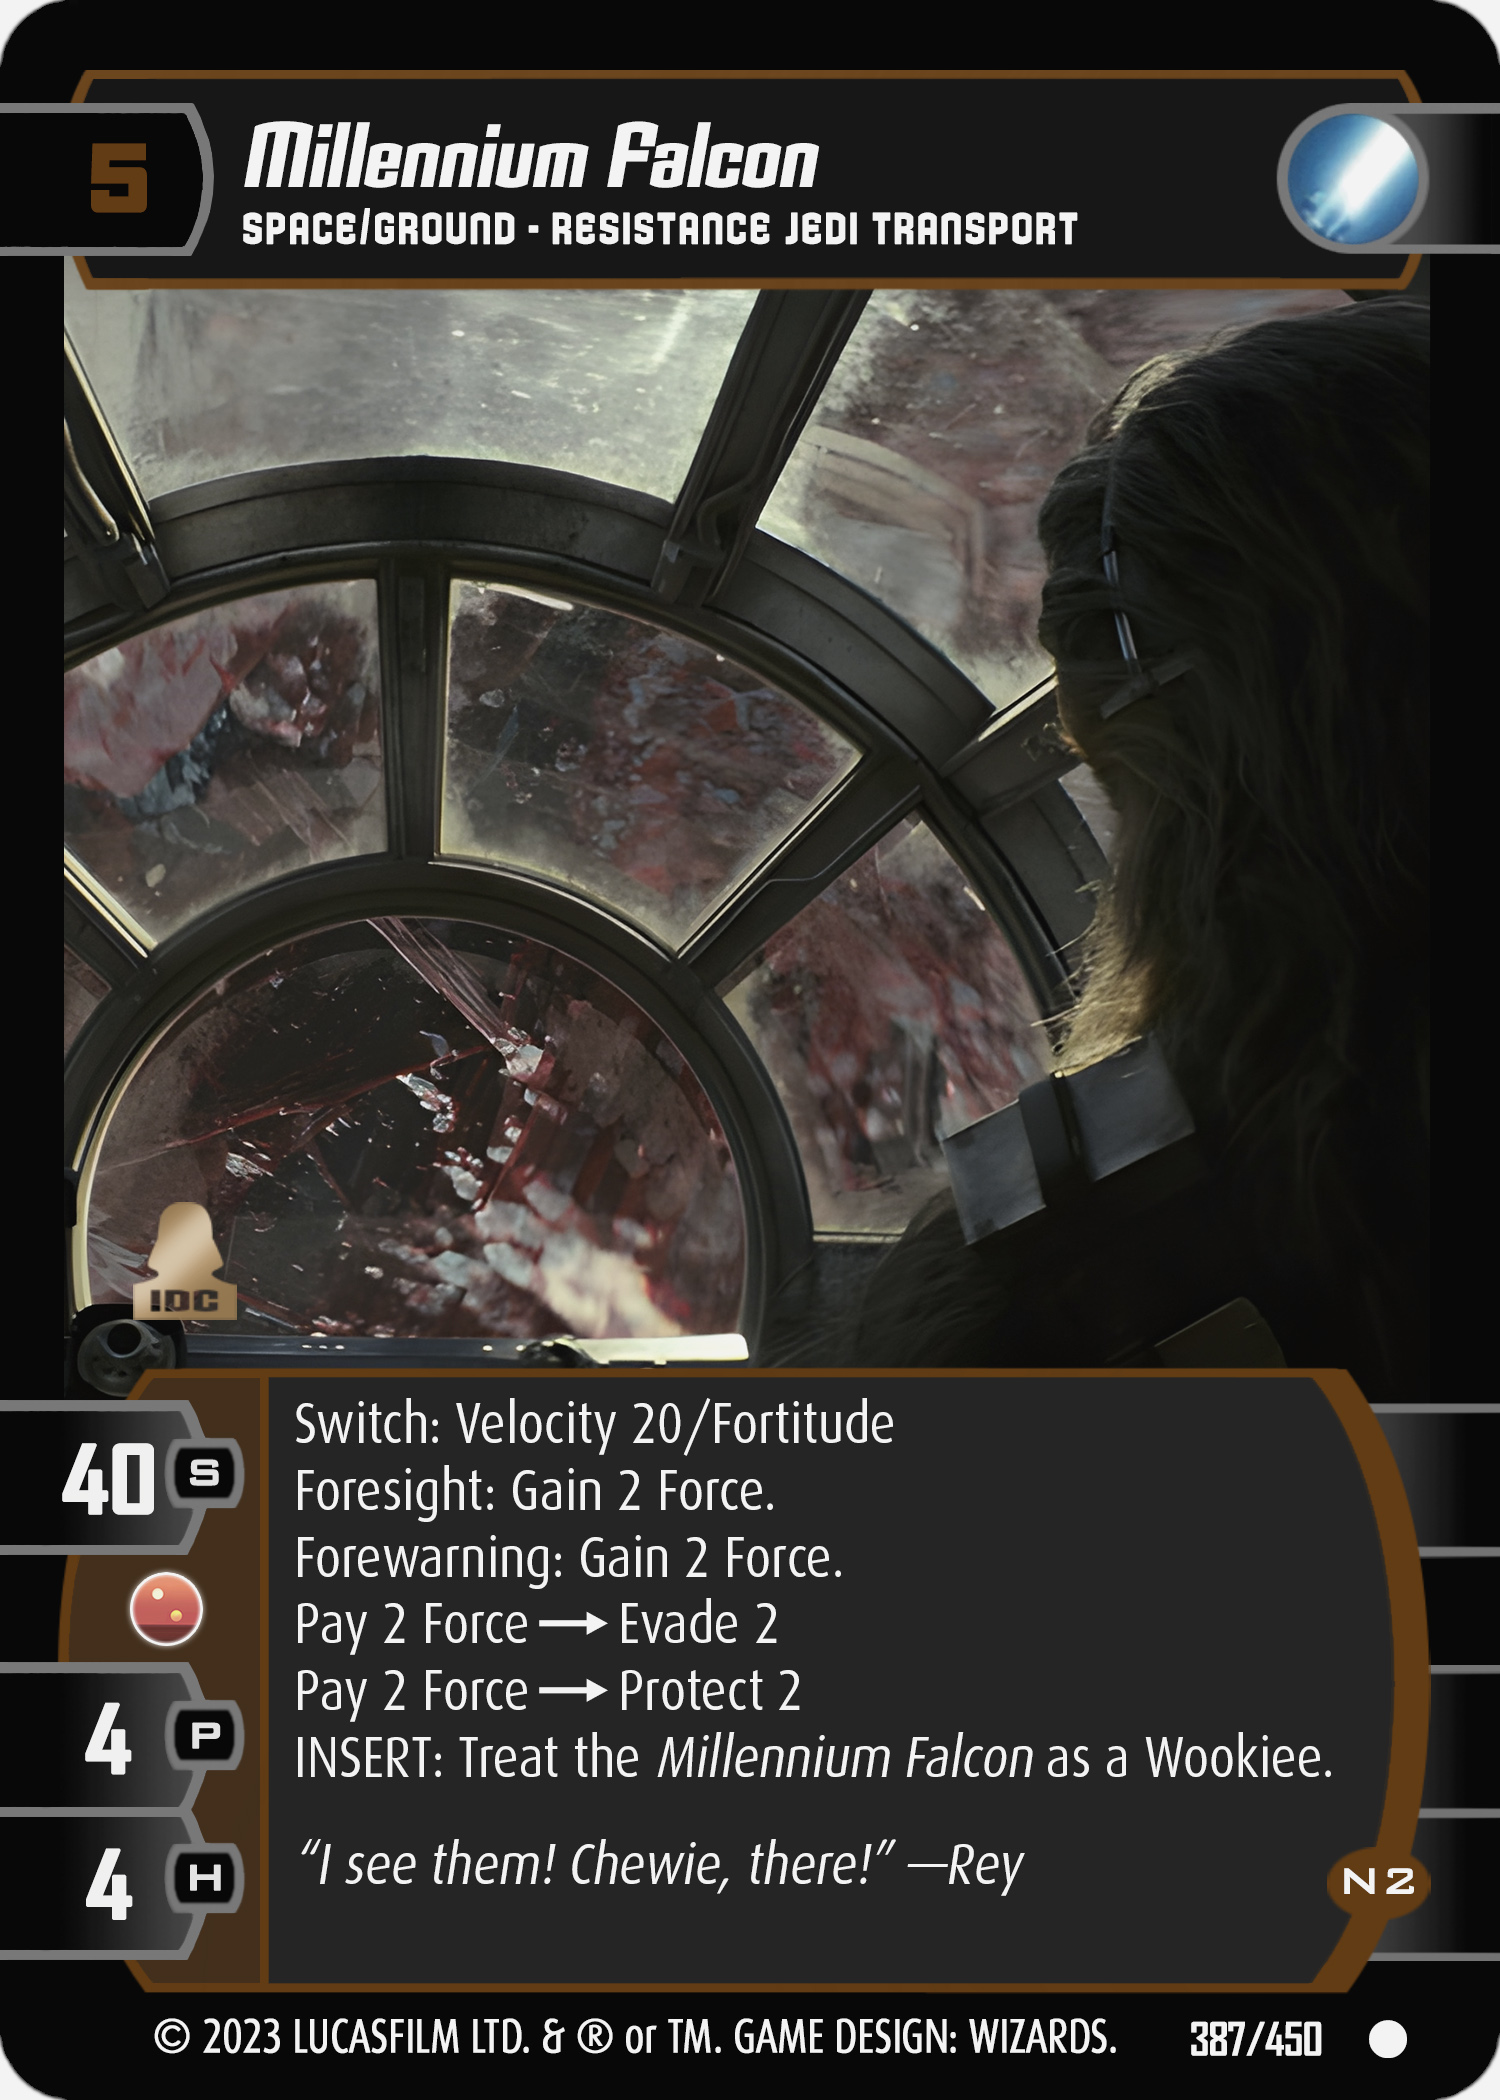 5
Millennium Falcon
SPACE/GROUND - RESISTANCE JEDI TRANSPORT
IDC
40 S
4 P
4 H
Switch: Velocity 20/Fortitude
Foresight: Gain 2 Force.
Forewarning: Gain 2 Force.
Pay 2 Force → Evade 2
Pay 2 Force → Protect 2
INSERT: Treat the Millennium Falcon as a Wookiee.
“I see them! Chewie, there!” —Rey
N2
© 2023 LUCASFILM LTD. & ® or TM. GAME DESIGN: WIZARDS. 387/450